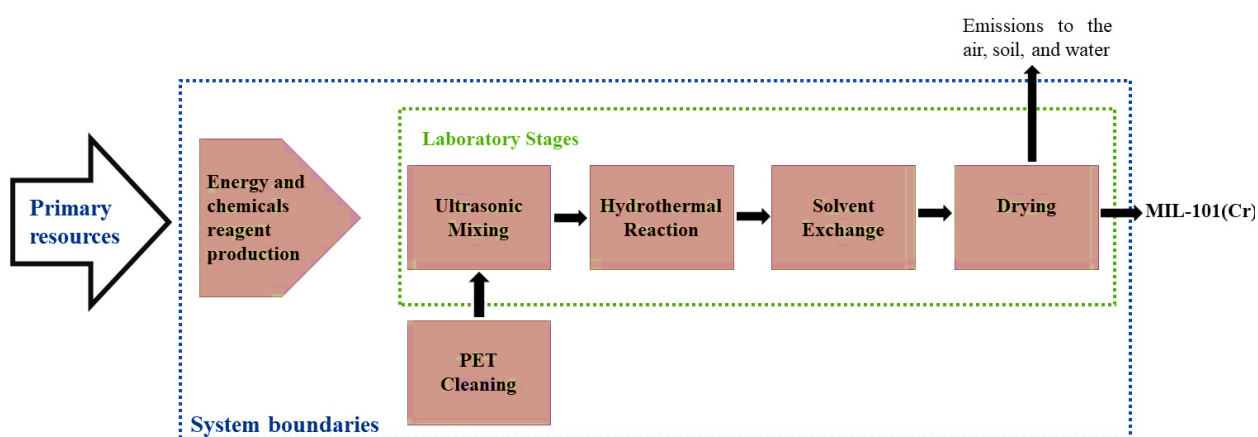 Emissions to the
air, soil, and water
Laboratory Stages
Primary
resources
Energy and
chemicals
reagent
production
Ultrasonic
Mixing
Hydrothermal
Reaction
Solvent
Exchange
Drying
MIL-101(Cr)
PET
Cleaning
System boundaries